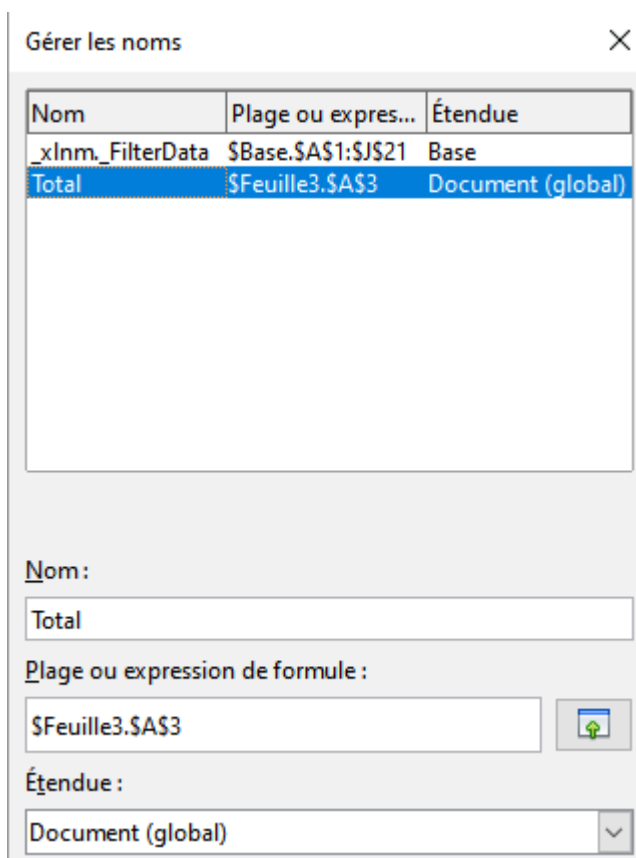 Gérer les noms
Nom Plage ou expres... Étendue
_xlnm._FilterData $Base.$A$1:$J$21 Base
Total $Feuille3.$A$3 Document (global)
Nom :
Total
Plage ou expression de formule :
$Feuille3.$A$3
Étendue :
Document (global)